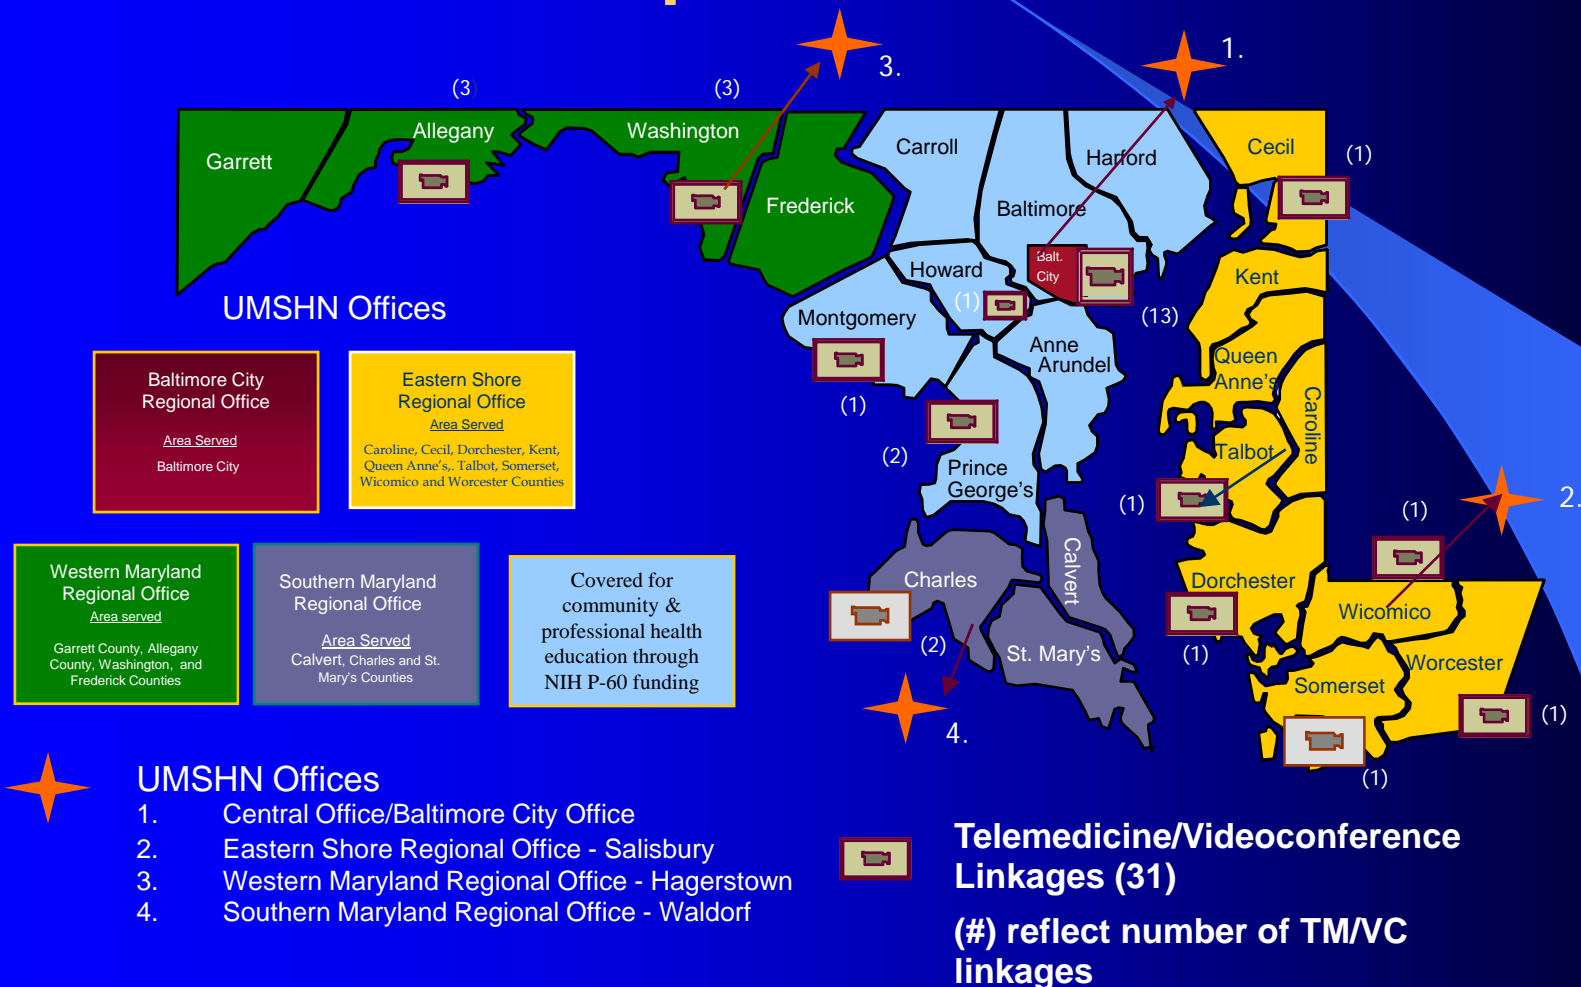 1.
3.
(3
(3)
Allegany
Washington
Garrett
Frederick
Carroll
Harford
Cecil
(1)
Baltimore
Balt.
City
Howard
(1)
(13)
Kent
UMSHN Offices
Montgomery
Anne
Arundel
Queen
Anne's
Caroline
(1)
(2)
Prince
George's
Talbot
(1)
(1)
2.
Baltimore City
Regional Office
Area Served
Baltimore City
Eastern Shore
Regional Office
Area Served
Caroline, Cecil, Dorchester, Kent,
Queen Anne's,. Talbot, Somerset,
Wicomico and Worcester Counties
Western Maryland
Regional Office
Area served
Garrett County, Allegany
County, Washington, and
Frederick Counties
Southern Maryland
Regional Office
Area Served
Calvert, Charles and St.
Mary's Counties
Covered for
community &
professional health
education through
NIH P-60 funding
Charles
Calvert
(2)
St. Mary's
4.
Dorchester
(1)
Wicomico
Worcester
Somerset
(1)
(1)
UMSHN Offices
1. Central Office/Baltimore City Office
2. Eastern Shore Regional Office - Salisbury
3. Western Maryland Regional Office - Hagerstown
4. Southern Maryland Regional Office - Waldorf
Telemedicine/Videoconference
Linkages (31)
(#) reflect number of TM/VC
linkages